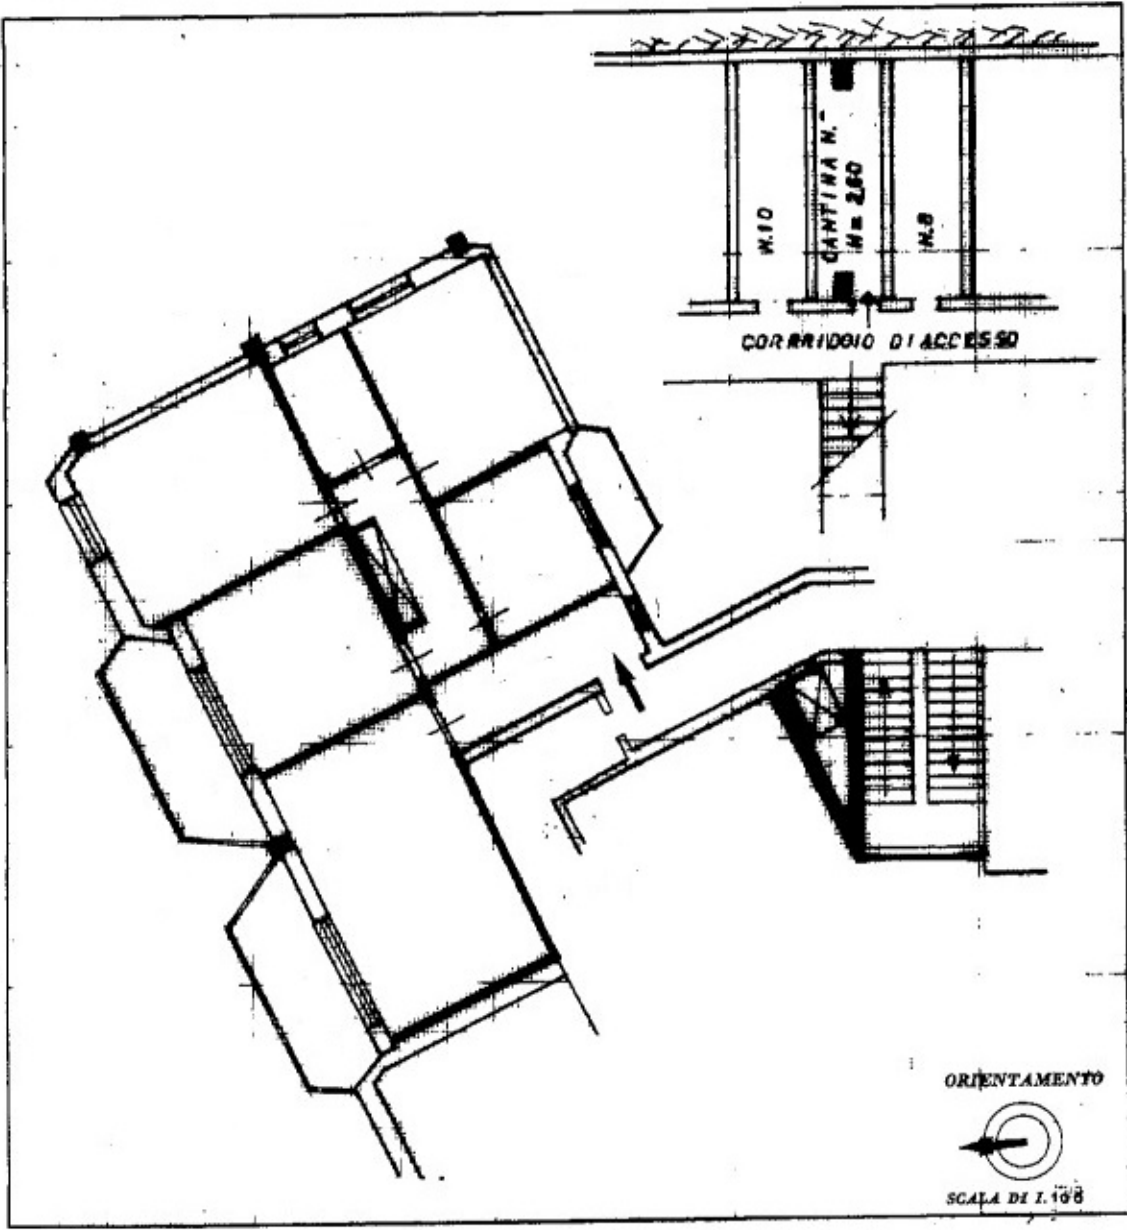 N.10
CANTINA N.
H= 2,60
N.8
CORRIDOIO DI ACCESSO
ORIENTAMENTO
SCALA DI 1.100